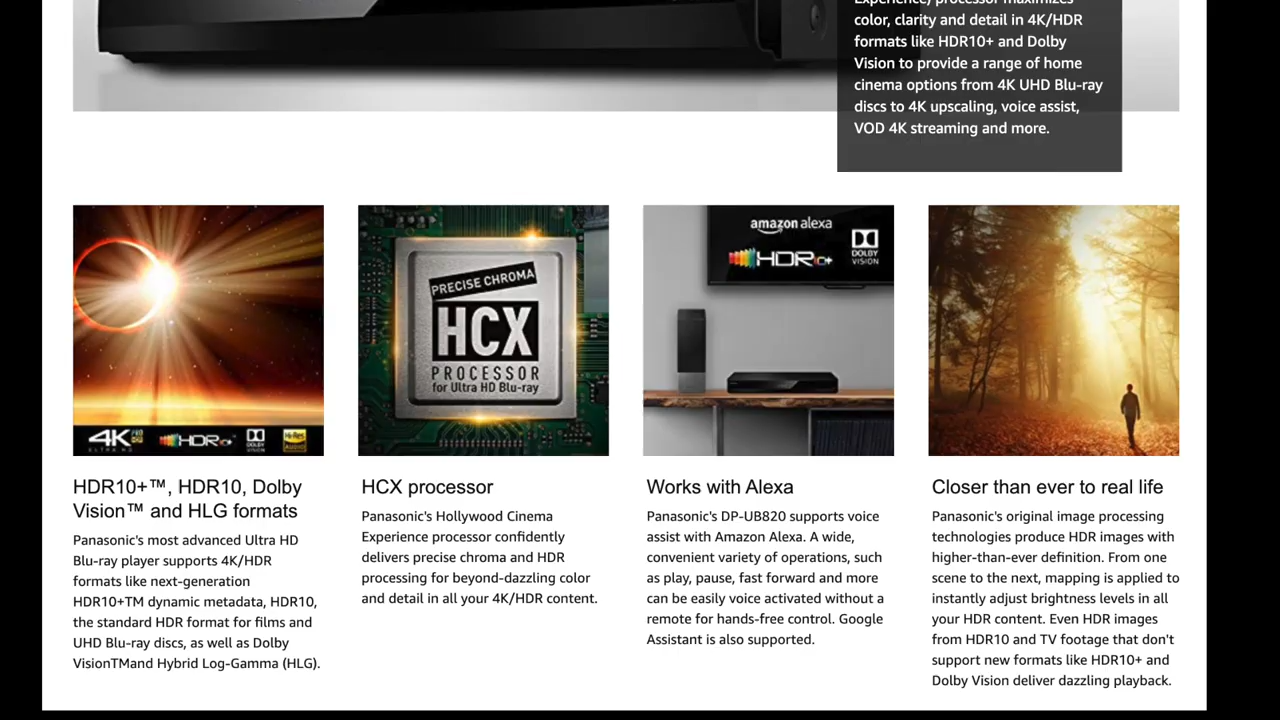 Experience) processor maximizes
color, clarity and detail in 4K/HDR
formats like HDR10+ and Dolby
Vision to provide a range of home
cinema options from 4K UHD Blu-ray
discs to 4K upscaling, voice assist,
VOD 4K streaming and more.
4K
ULTRA HD
HDR10+
DOLBY
VISION
Hi-Res
AUDIO
PRECISE CHROMA
HCX
PROCESSOR
for Ultra HD Blu-ray
amazon alexa
HDR10+
DOLBY
VISION
HDR10+™, HDR10, Dolby
Vision™ and HLG formats
Panasonic's most advanced Ultra HD
Blu-ray player supports 4K/HDR
formats like next-generation
HDR10+TM dynamic metadata, HDR10,
the standard HDR format for films and
UHD Blu-ray discs, as well as Dolby
VisionTMand Hybrid Log-Gamma (HLG).
HCX processor
Panasonic's Hollywood Cinema
Experience processor confidently
delivers precise chroma and HDR
processing for beyond-dazzling color
and detail in all your 4K/HDR content.
Works with Alexa
Panasonic's DP-UB820 supports voice
assist with Amazon Alexa. A wide,
convenient variety of operations, such
as play, pause, fast forward and more
can be easily voice activated without a
remote for hands-free control. Google
Assistant is also supported.
Closer than ever to real life
Panasonic's original image processing
technologies produce HDR images with
higher-than-ever definition. From one
scene to the next, mapping is applied to
instantly adjust brightness levels in all
your HDR content. Even HDR images
from HDR10 and TV footage that don't
support new formats like HDR10+ and
Dolby Vision deliver dazzling playback.